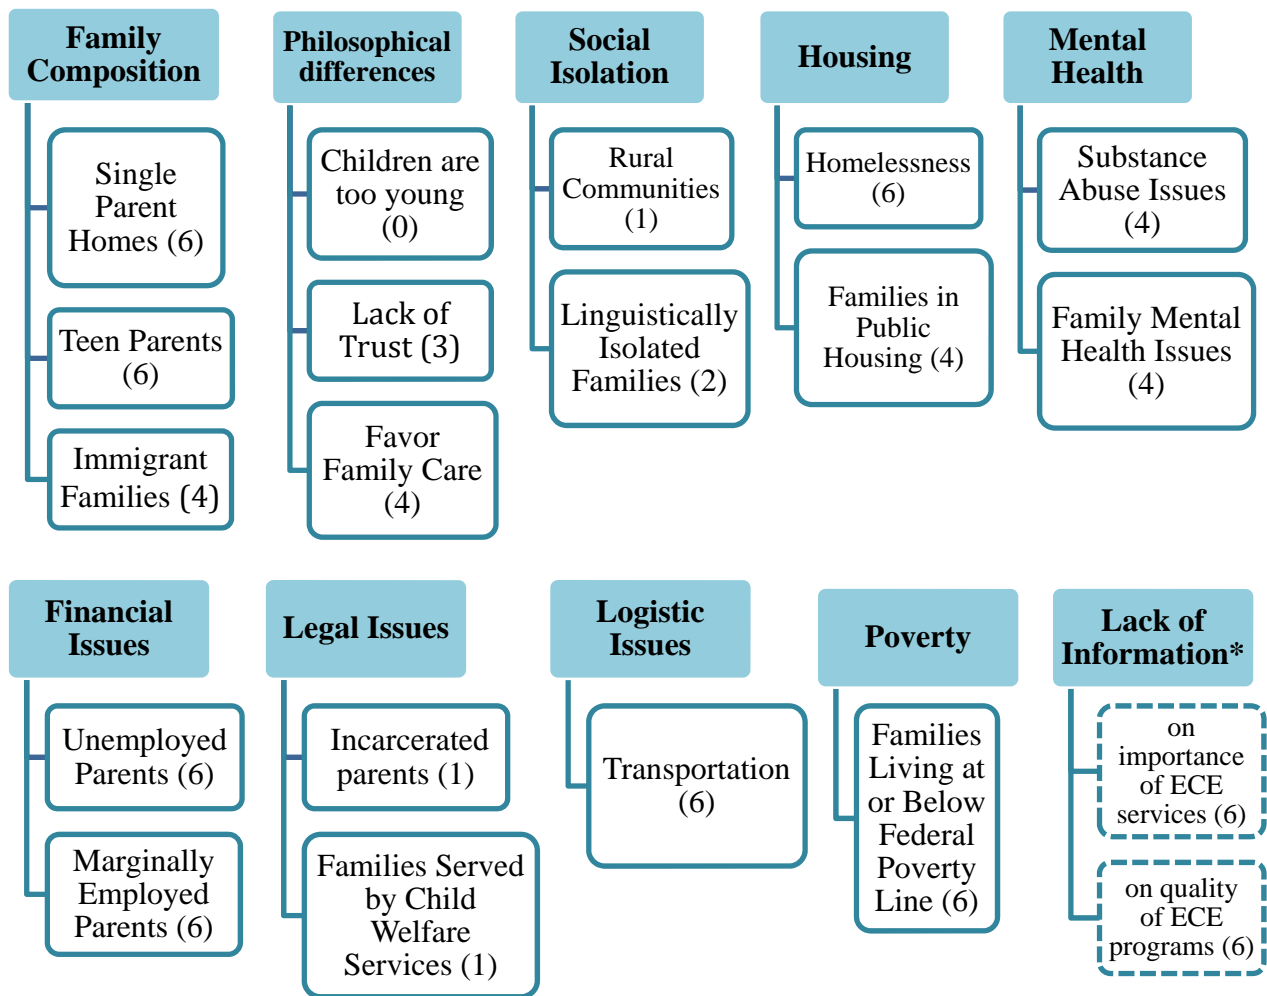 Family
Composition
Single
Parent
Homes (6)
Teen Parents
(6)
Immigrant
Families (4)
Philosophical
differences
Children are
too young
(0)
Lack of
Trust (3)
Favor
Family Care
(4)
Social
Isolation
Rural
Communities
(1)
Linguistically
Isolated
Families (2)
Housing
Homelessness
(6)
Families in
Public
Housing (4)
Mental
Health
Substance
Abuse Issues
(4)
Family Mental
Health Issues
(4)
Financial
Issues
Unemployed
Parents (6)
Marginally
Employed
Parents (6)
Legal Issues
Incarcerated
parents (1)
Families Served
by Child
Welfare
Services (1)
Logistic
Issues
Transportation
(6)
Poverty
Families
Living at
or Below
Federal
Poverty
Line (6)
Lack of
Information*
on
importance
of ECE
services (6)
on quality
of ECE
programs (6)